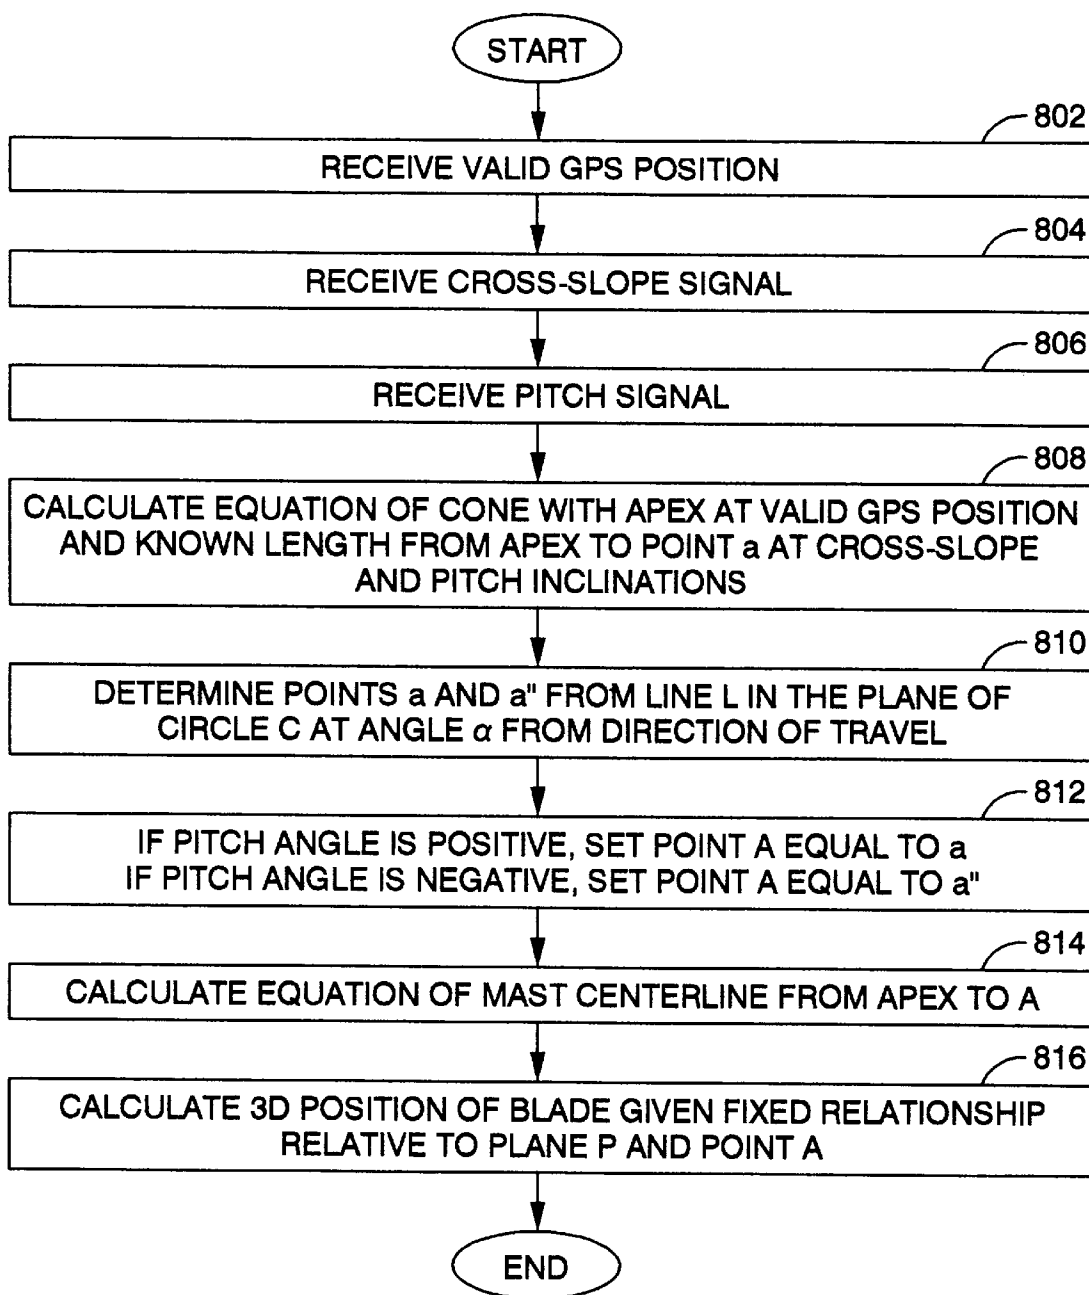 START
802
RECEIVE VALID GPS POSITION
804
RECEIVE CROSS-SLOPE SIGNAL
806
RECEIVE PITCH SIGNAL
808
CALCULATE EQUATION OF CONE WITH APEX AT VALID GPS POSITION
AND KNOWN LENGTH FROM APEX TO POINT a AT CROSS-SLOPE
AND PITCH INCLINATIONS
810
DETERMINE POINTS a AND a" FROM LINE L IN THE PLANE OF
CIRCLE C AT ANGLE α FROM DIRECTION OF TRAVEL
812
IF PITCH ANGLE IS POSITIVE, SET POINT A EQUAL TO a
IF PITCH ANGLE IS NEGATIVE, SET POINT A EQUAL TO a"
814
CALCULATE EQUATION OF MAST CENTERLINE FROM APEX TO A
816
CALCULATE 3D POSITION OF BLADE GIVEN FIXED RELATIONSHIP
RELATIVE TO PLANE P AND POINT A
END